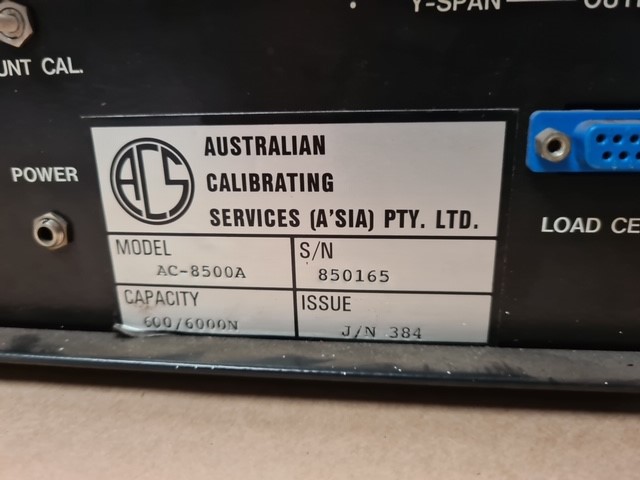 Y-SPAN
UNT CAL.
POWER
LOAD CE
ACS
AUSTRALIAN
CALIBRATING
SERVICES (A'SIA) PTY. LTD.
MODEL
AC-8500A
S/N
850165
CAPACITY
600/6000N
ISSUE
J/N 384